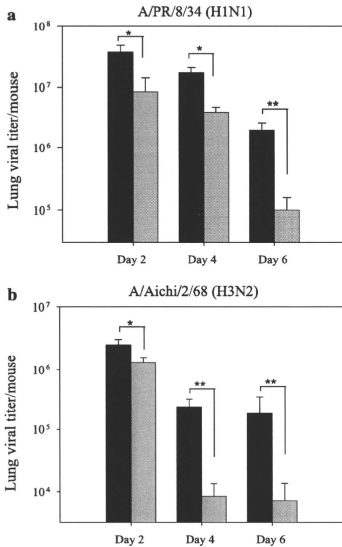 a
A/PR/8/34 (H1N1)
Lung viral titer/mouse
10⁸
10⁷
10⁶
10⁵
*
*
**
Day 2
Day 4
Day 6
b
A/Aichi/2/68 (H3N2)
Lung viral titer/mouse
10⁷
10⁶
10⁵
10⁴
*
**
**
Day 2
Day 4
Day 6